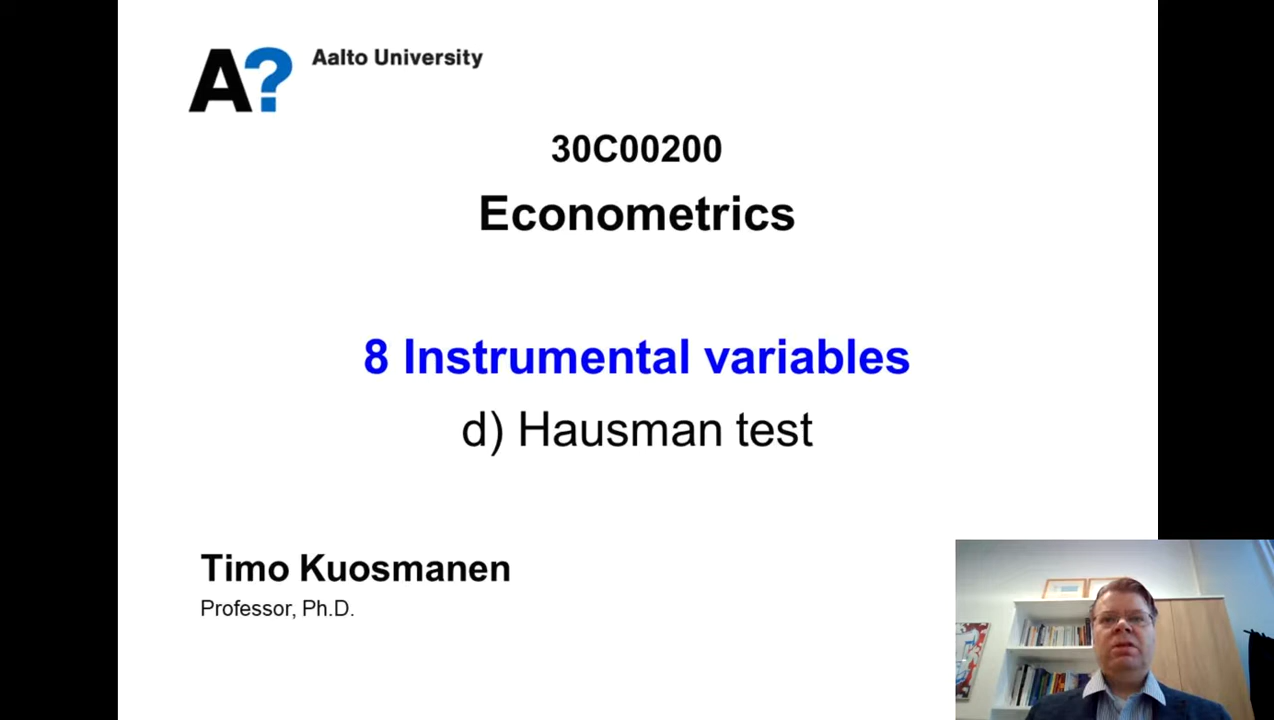 A? Aalto University
30C00200
Econometrics
8 Instrumental variables
d) Hausman test
Timo Kuosmanen
Professor, Ph.D.